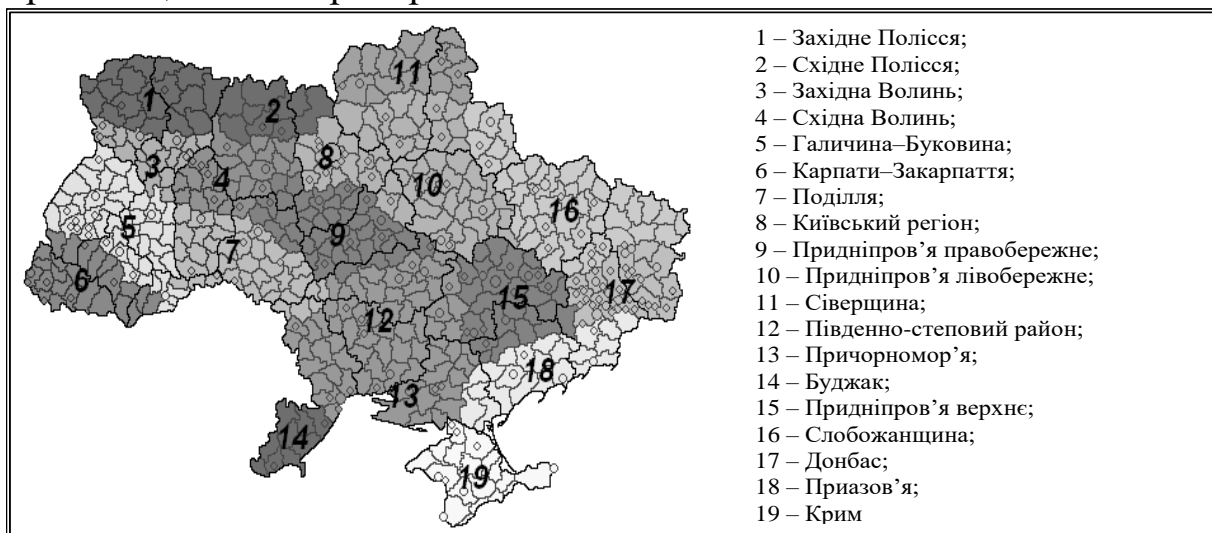 1 – Західне Полісся;
2 – Східне Полісся;
3 – Західна Волинь;
4 – Східна Волинь;
5 – Галичина–Буковина;
6 – Карпати–Закарпаття;
7 – Поділля;
8 – Київський регіон;
9 – Придніпров’я правобережне;
10 – Придніпров’я лівобережне;
11 – Сіверщина;
12 – Південно-степовий район;
13 – Причорномор’я;
14 – Буджак;
15 – Придніпров’я верхнє;
16 – Слобожанщина;
17 – Донбас;
18 – Приазов’я;
19 – Крим
11
1
2
3
8
4
10
16
5
9
7
6
17
15
12
18
13
14
19